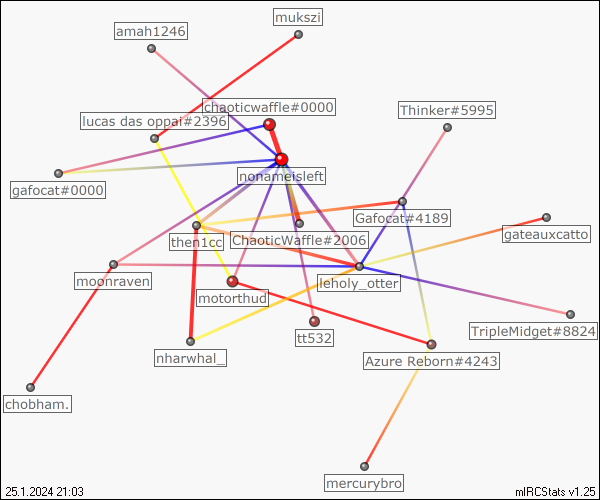 mukszi
amah1246
chaoticwaffle#0000
Thinker#5995
lucas das oppai#2396
nonameisleft
gafocat#0000
Gafocat#4189
gateauxcatto
then1cc
ChaoticWaffle#2006
moonraven
leholy_otter
motorthud
TripleMidget#8824
tt532
nharwhal_
Azure Reborn#4243
chobham.
mercurybro
25.1.2024 21:03
mIRCStats v1.25